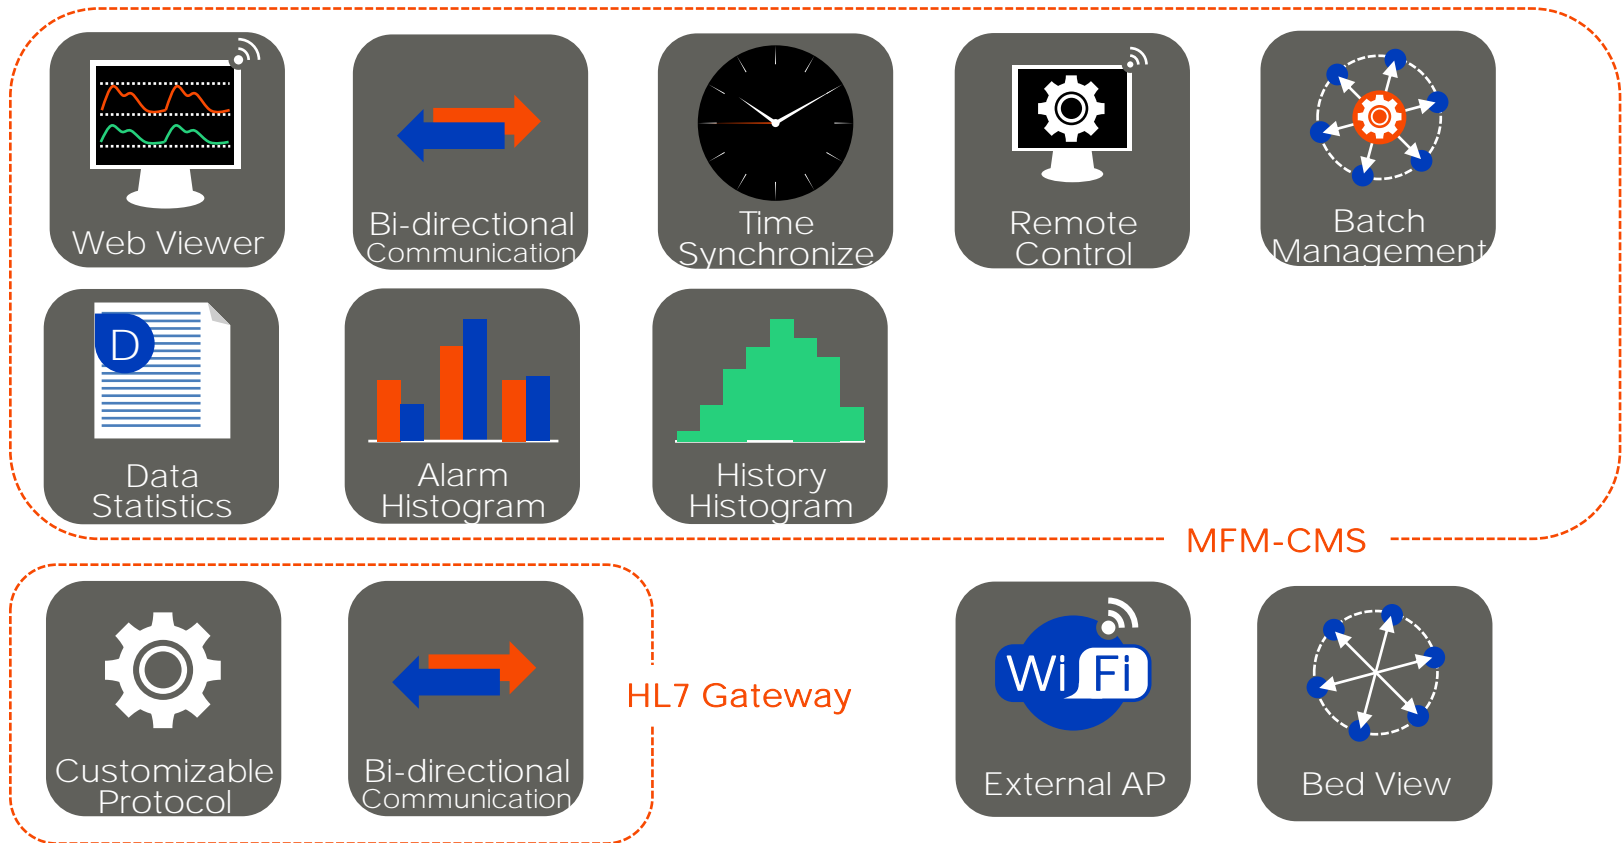 Web Viewer
Bi-directional
Communication
Time
Synchronize
Remote
Control
Batch
Management
D
Data
Statistics
Alarm
Histogram
History
Histogram
MFM-CMS
Customizable
Protocol
Bi-directional
Communication
HL7 Gateway
Wi Fi
External AP
Bed View